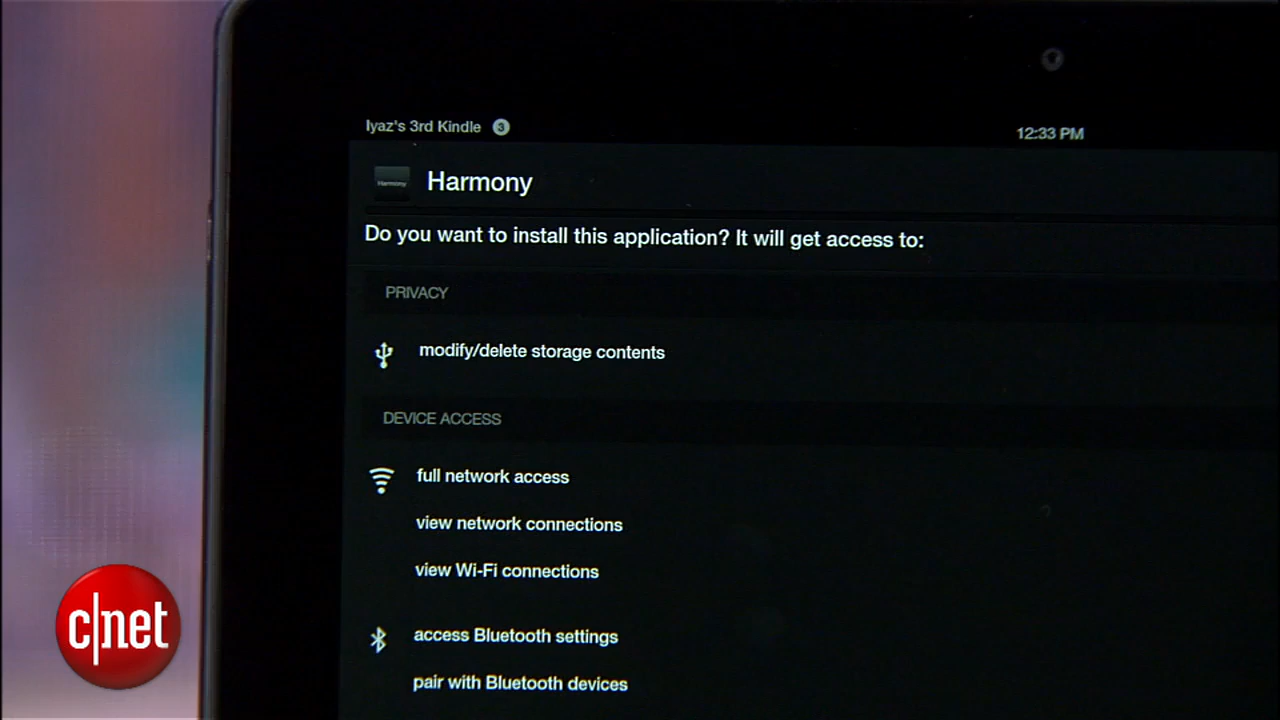 Iyaz's 3rd Kindle 3
12:33 PM
Harmony
Harmony
Do you want to install this application? It will get access to:
PRIVACY
modify/delete storage contents
DEVICE ACCESS
full network access
view network connections
view Wi-Fi connections
access Bluetooth settings
pair with Bluetooth devices
c|net